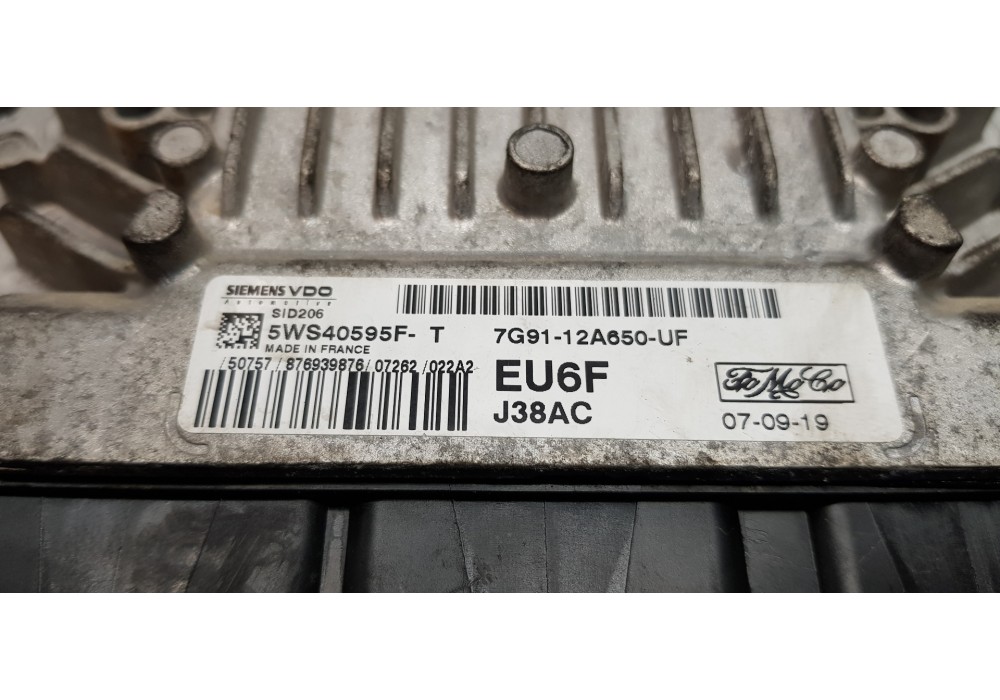 SIEMENS VDO
Automotive
SID206
5WS40595F- T 7G91-12A650-UF
MADE IN FRANCE
/50757/876939876/07262/022A2
EU6F
FoMoCo
J38AC
07-09-19